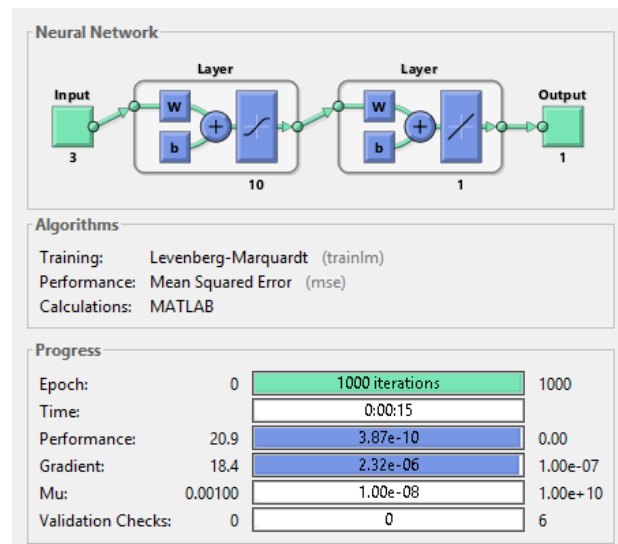 Neural Network
Layer Layer
Input Output
W W
b b
3 1
10 1
Algorithms
Training: Levenberg-Marquardt (trainlm)
Performance: Mean Squared Error (mse)
Calculations: MATLAB
Progress
Epoch: 0 1000 iterations 1000
Time: 0:00:15
Performance: 20.9 3.87e-10 0.00
Gradient: 18.4 2.32e-06 1.00e-07
Mu: 0.00100 1.00e-08 1.00e+10
Validation Checks: 0 0 6